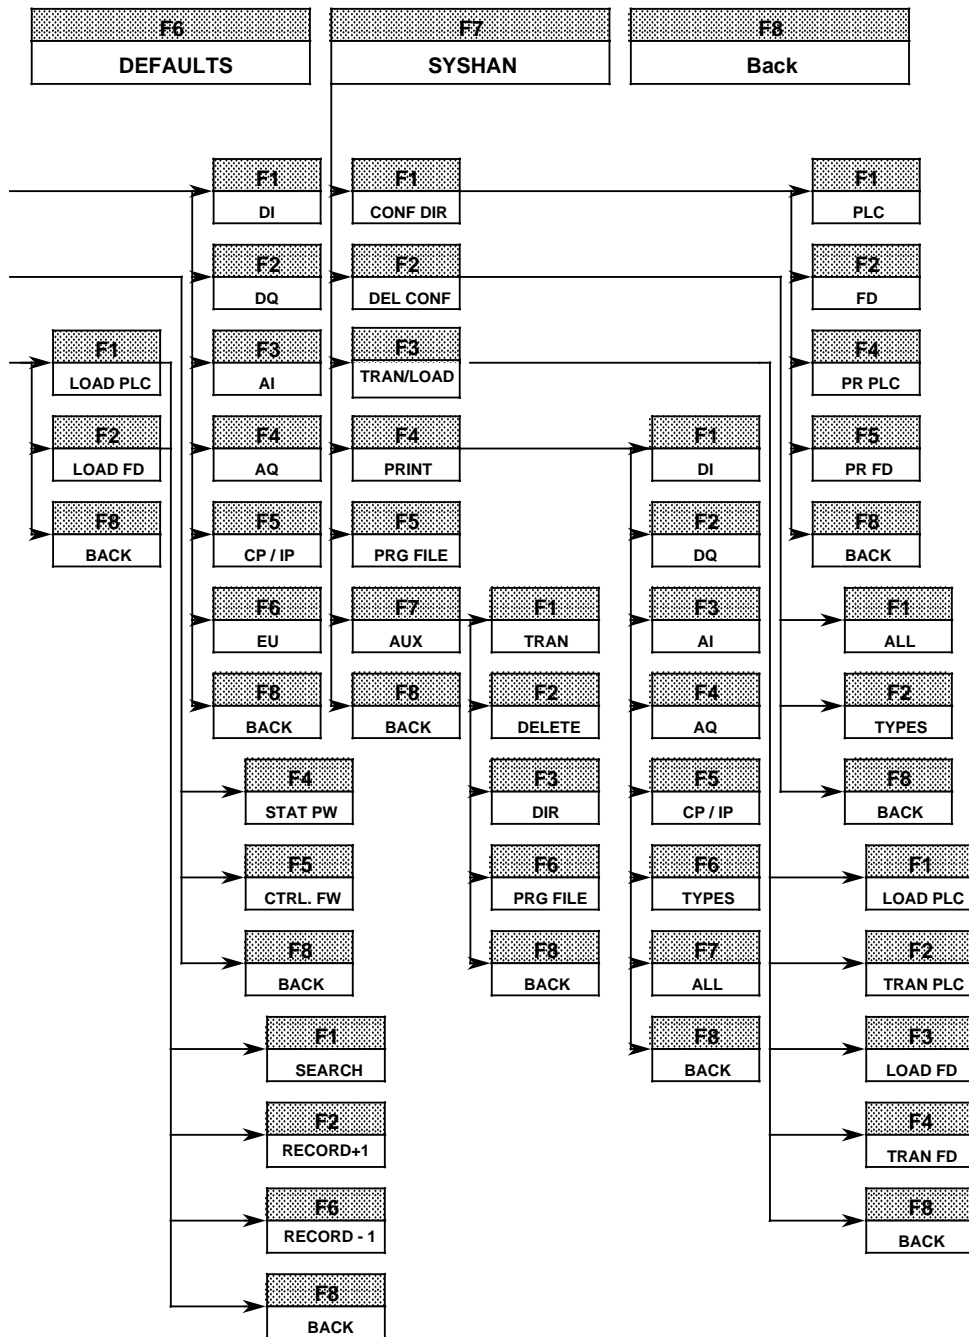 F6
DEFAULTS
F7
SYSHAN
F8
Back
F1
DI
F2
DQ
F3
AI
F4
AQ
F5
CP / IP
F6
EU
F8
BACK
F1
LOAD PLC
F2
LOAD FD
F8
BACK
F4
STAT PW
F5
CTRL. FW
F8
BACK
F1
SEARCH
F2
RECORD+1
F6
RECORD - 1
F8
BACK
F1
CONF DIR
F2
DEL CONF
F3
TRAN/LOAD
F4
PRINT
F5
PRG FILE
F7
AUX
F8
BACK
F1
TRAN
F2
DELETE
F3
DIR
F6
PRG FILE
F8
BACK
F1
DI
F2
DQ
F3
AI
F4
AQ
F5
CP / IP
F6
TYPES
F7
ALL
F8
BACK
F1
PLC
F2
FD
F4
PR PLC
F5
PR FD
F8
BACK
F1
ALL
F2
TYPES
F8
BACK
F1
LOAD PLC
F2
TRAN PLC
F3
LOAD FD
F4
TRAN FD
F8
BACK